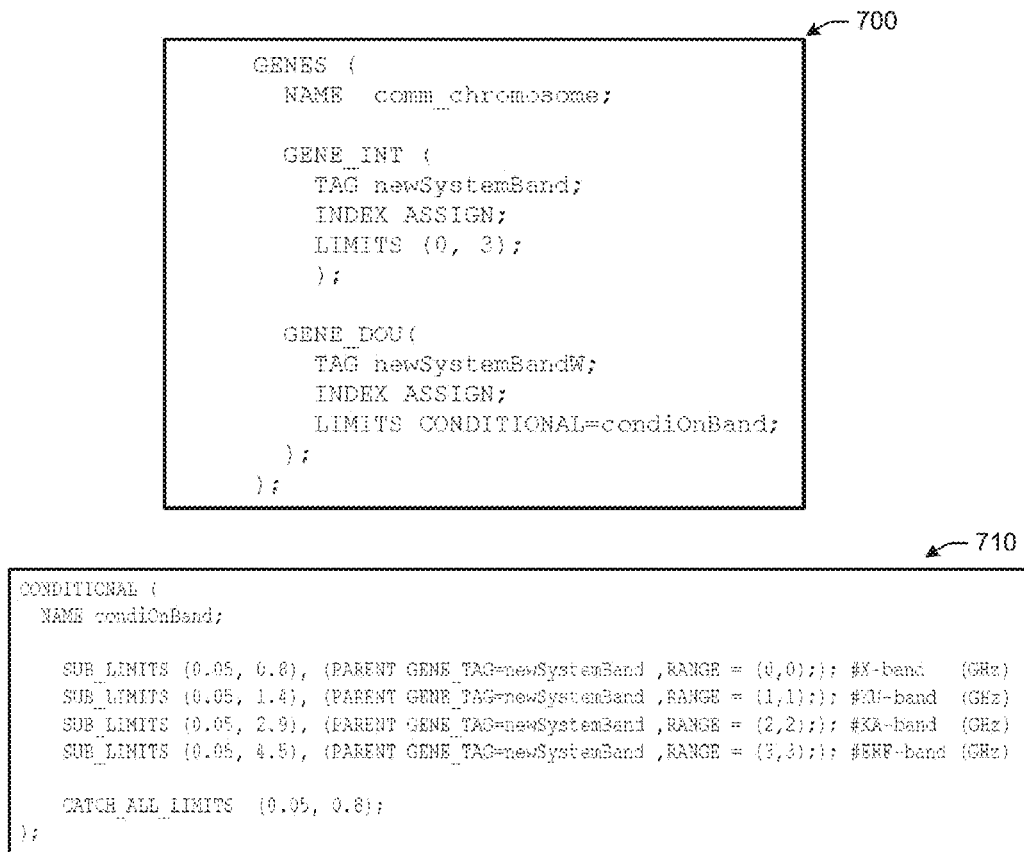 700
GENES (
NAME comm_chromosome;
GENE_INT (
TAG newSystemBand;
INDEX ASSIGN;
LIMITS (0, 3);
);
GENE_DOU(
TAG newSystemBandW;
INDEX ASSIGN;
LIMITS CONDITIONAL=condiOnBand;
);
);
710
CONDITIONAL (
NAME condiOnBand;
SUB_LIMITS (0.05, 0.8), (PARENT GENE_TAG=newSystemBand ,RANGE = (0,0);); #X-band (GHz)
SUB_LIMITS (0.05, 1.4), (PARENT GENE_TAG=newSystemBand ,RANGE = (1,1);); #KU-band (GHz)
SUB_LIMITS (0.05, 2.9), (PARENT GENE_TAG=newSystemBand ,RANGE = (2,2);); #KA-band (GHz)
SUB_LIMITS (0.05, 4.5), (PARENT GENE_TAG=newSystemBand ,RANGE = (3,3);); #EHF-band (GHz)
CATCH_ALL_LIMITS (0.05, 0.8);
);